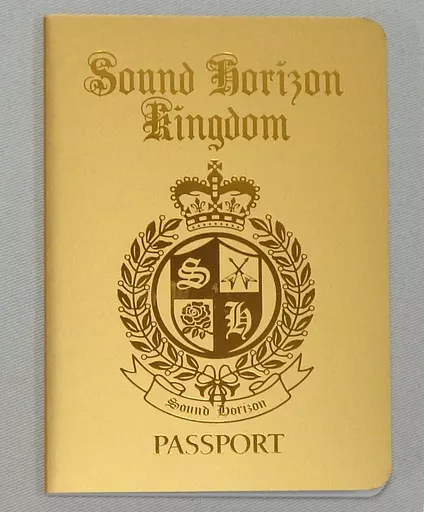 Sound Horizon
Kingdom
S
H
Sound Horizon
PASSPORT